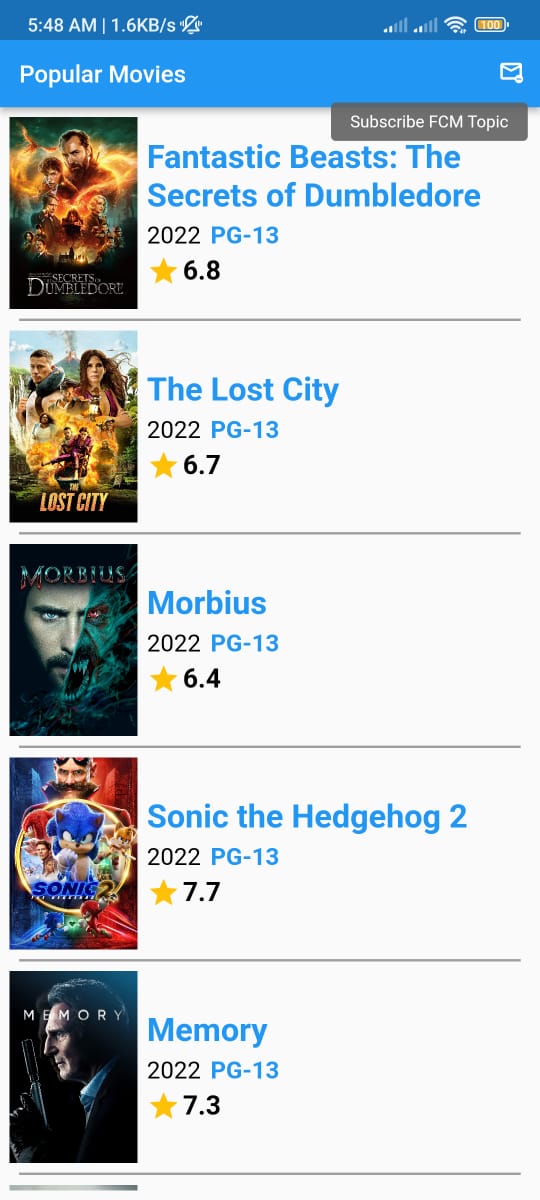 5:48 AM | 1.6KB/s
100
Popular Movies
Subscribe FCM Topic
Fantastic Beasts: The
Secrets of Dumbledore
2022 PG-13
6.8
SECRETS OF
DUMBLEDORE
The Lost City
2022 PG-13
6.7
THE
LOST CITY
MORBIUS
Morbius
2022 PG-13
6.4
Sonic the Hedgehog 2
2022 PG-13
7.7
SONIC 2
THE HEDGEHOG
MEMORY
Memory
2022 PG-13
7.3